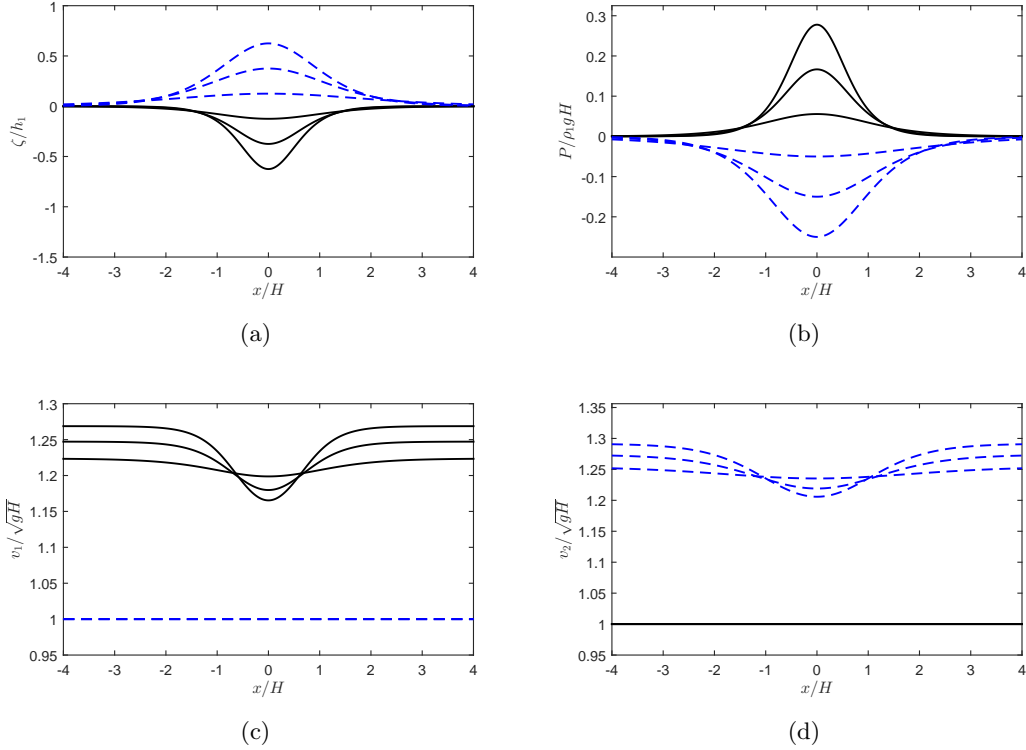 1
0.5
0
-0.5
-1
-1.5
-4 -3 -2 -1 0 1 2 3 4
x/H
ζ/h₁
(a)
0.3
0.2
0.1
0
-0.1
-0.2
-4 -3 -2 -1 0 1 2 3 4
x/H
P/ρ₁gH
(b)
1.3
1.25
1.2
1.15
1.1
1.05
1
0.95
-4 -3 -2 -1 0 1 2 3 4
x/H
v₁/√gH
(c)
1.35
1.3
1.25
1.2
1.15
1.1
1.05
1
0.95
-4 -3 -2 -1 0 1 2 3 4
x/H
v₂/√gH
(d)